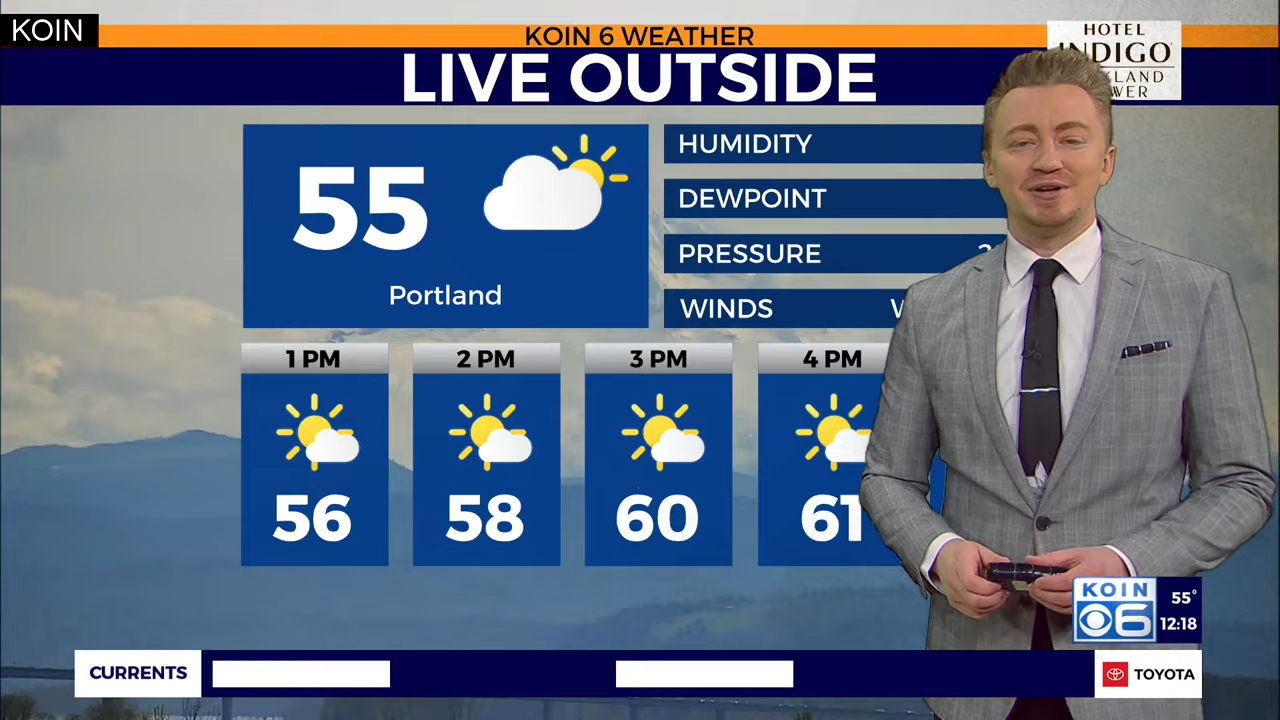 KOIN
KOIN 6 WEATHER
LIVE OUTSIDE
HOTEL
INDIGO
55
Portland
HUMIDITY
DEWPOINT
PRESSURE
WINDS W
1 PM
2 PM
3 PM
4 PM
56
58
60
61
KOIN
6
55°
12:18
CURRENTS
TOYOTA